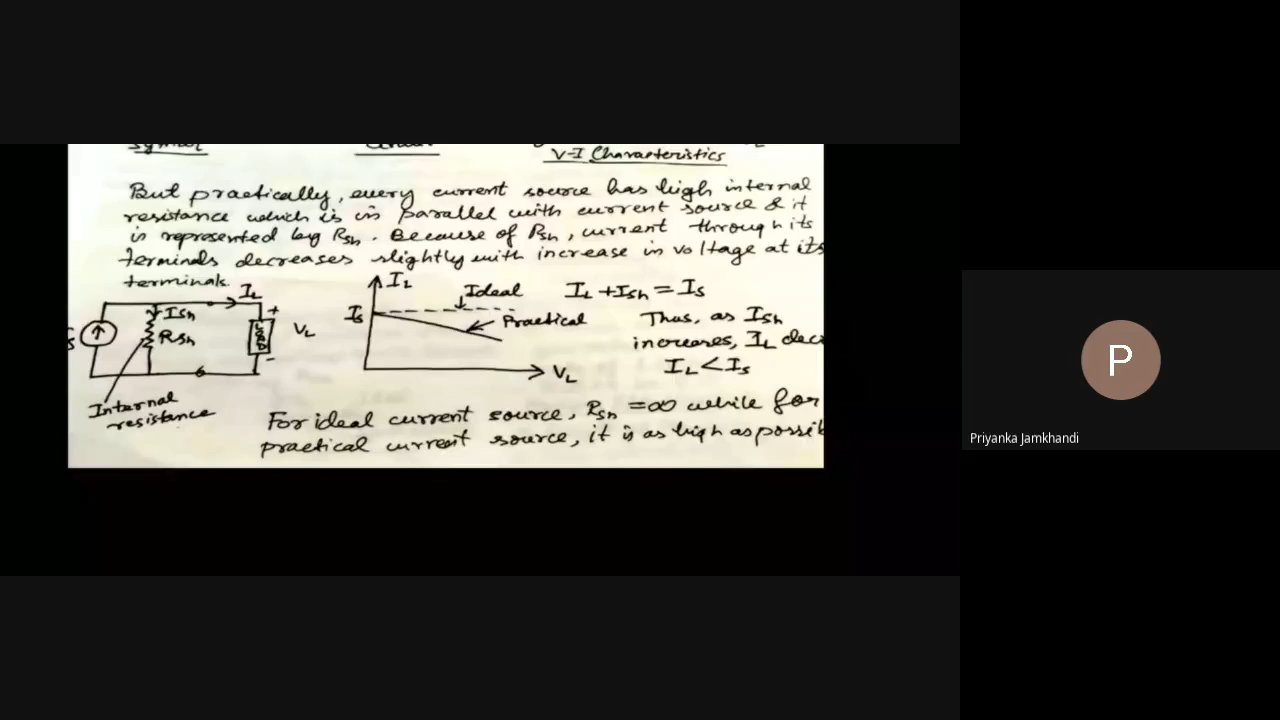 Symbol
V-I Characteristics
But practically, every current source has high internal
resistance which is in parallel with current source & it
is represented by Rsh. Because of Rsh, current through its
terminals decreases slightly with increase in voltage at its
terminals.
IL
Ish
Rsh
LOAD
+
-
VL
Internal
resistance
IL
Is
Ideal
Practical
VL
IL + Ish = Is
Thus, as Ish
increases, IL dec
IL < Is
For ideal current source, Rsh = ∞ while for
practical current source, it is as high as possib
P
Priyanka Jamkhandi